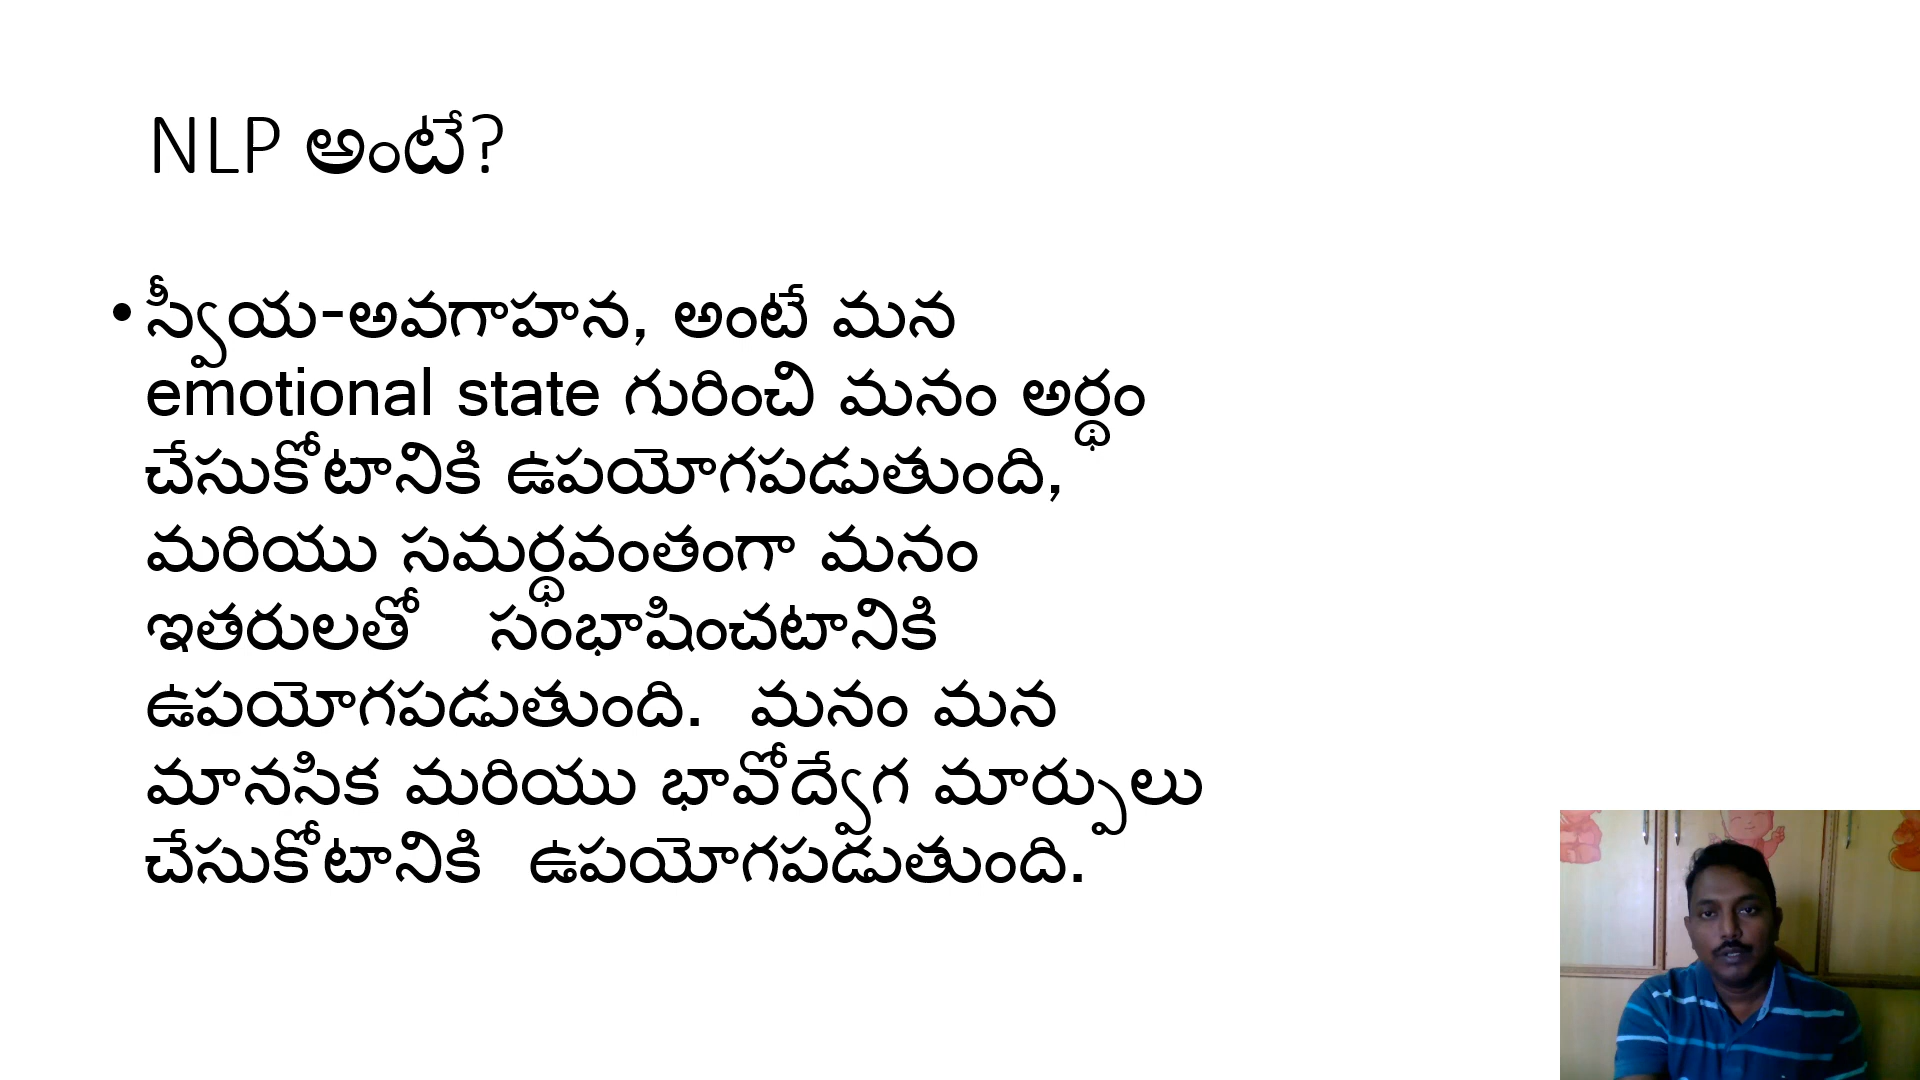 NLP అంటే?
• స్వీయ-అవగాహన, అంటే మన
emotional state గురించి మనం అర్థం
చేసుకోటానికి ఉపయోగపడుతుంది,
మరియు సమర్థవంతంగా మనం
ఇతరులతో   సంభాషించటానికి
ఉపయోగపడుతుంది.  మనం మన
మానసిక మరియు భావోద్వేగ మార్పులు
చేసుకోటానికి  ఉపయోగపడుతుంది.